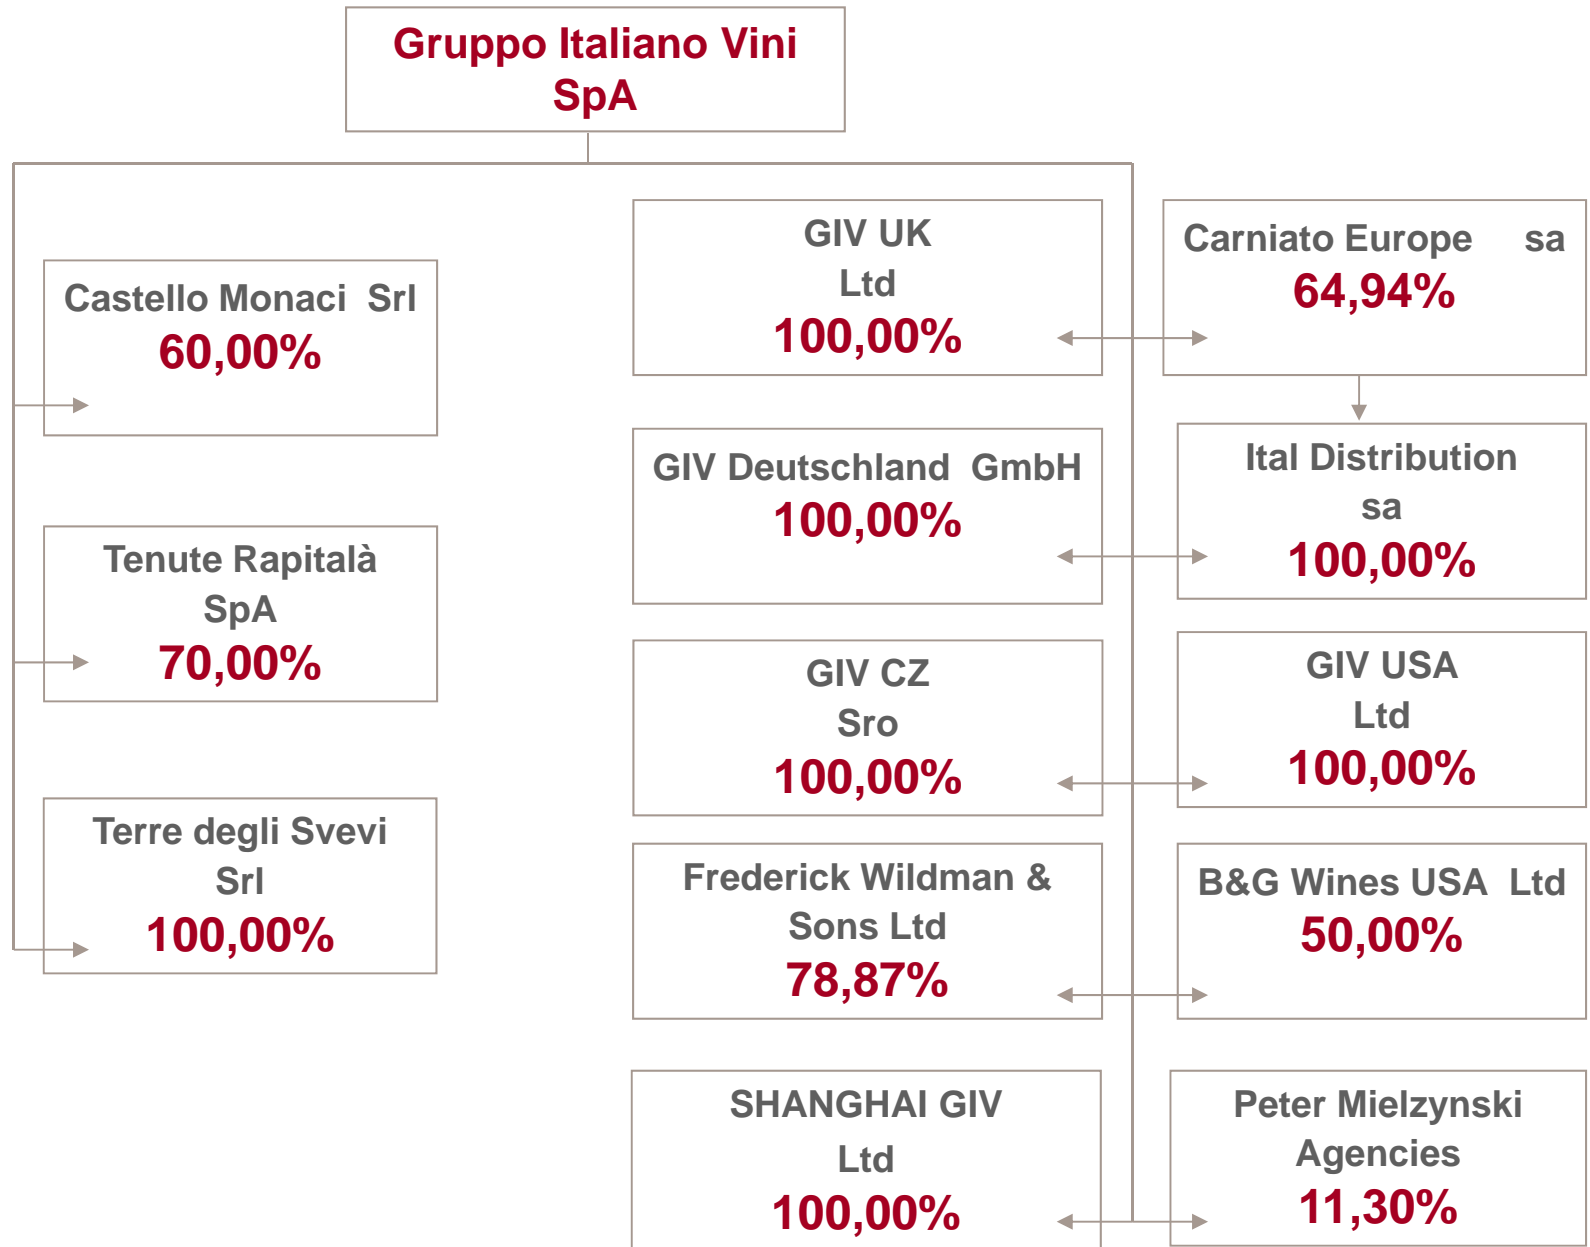 Gruppo Italiano Vini
SpA
Castello Monaci Srl
60,00%
Tenute Rapitalà
SpA
70,00%
Terre degli Svevi
Srl
100,00%
GIV UK
Ltd
100,00%
GIV Deutschland GmbH
100,00%
GIV CZ
Sro
100,00%
Frederick Wildman &
Sons Ltd
78,87%
SHANGHAI GIV
Ltd
100,00%
Carniato Europe sa
64,94%
Ital Distribution
sa
100,00%
GIV USA
Ltd
100,00%
B&G Wines USA Ltd
50,00%
Peter Mielzynski
Agencies
11,30%